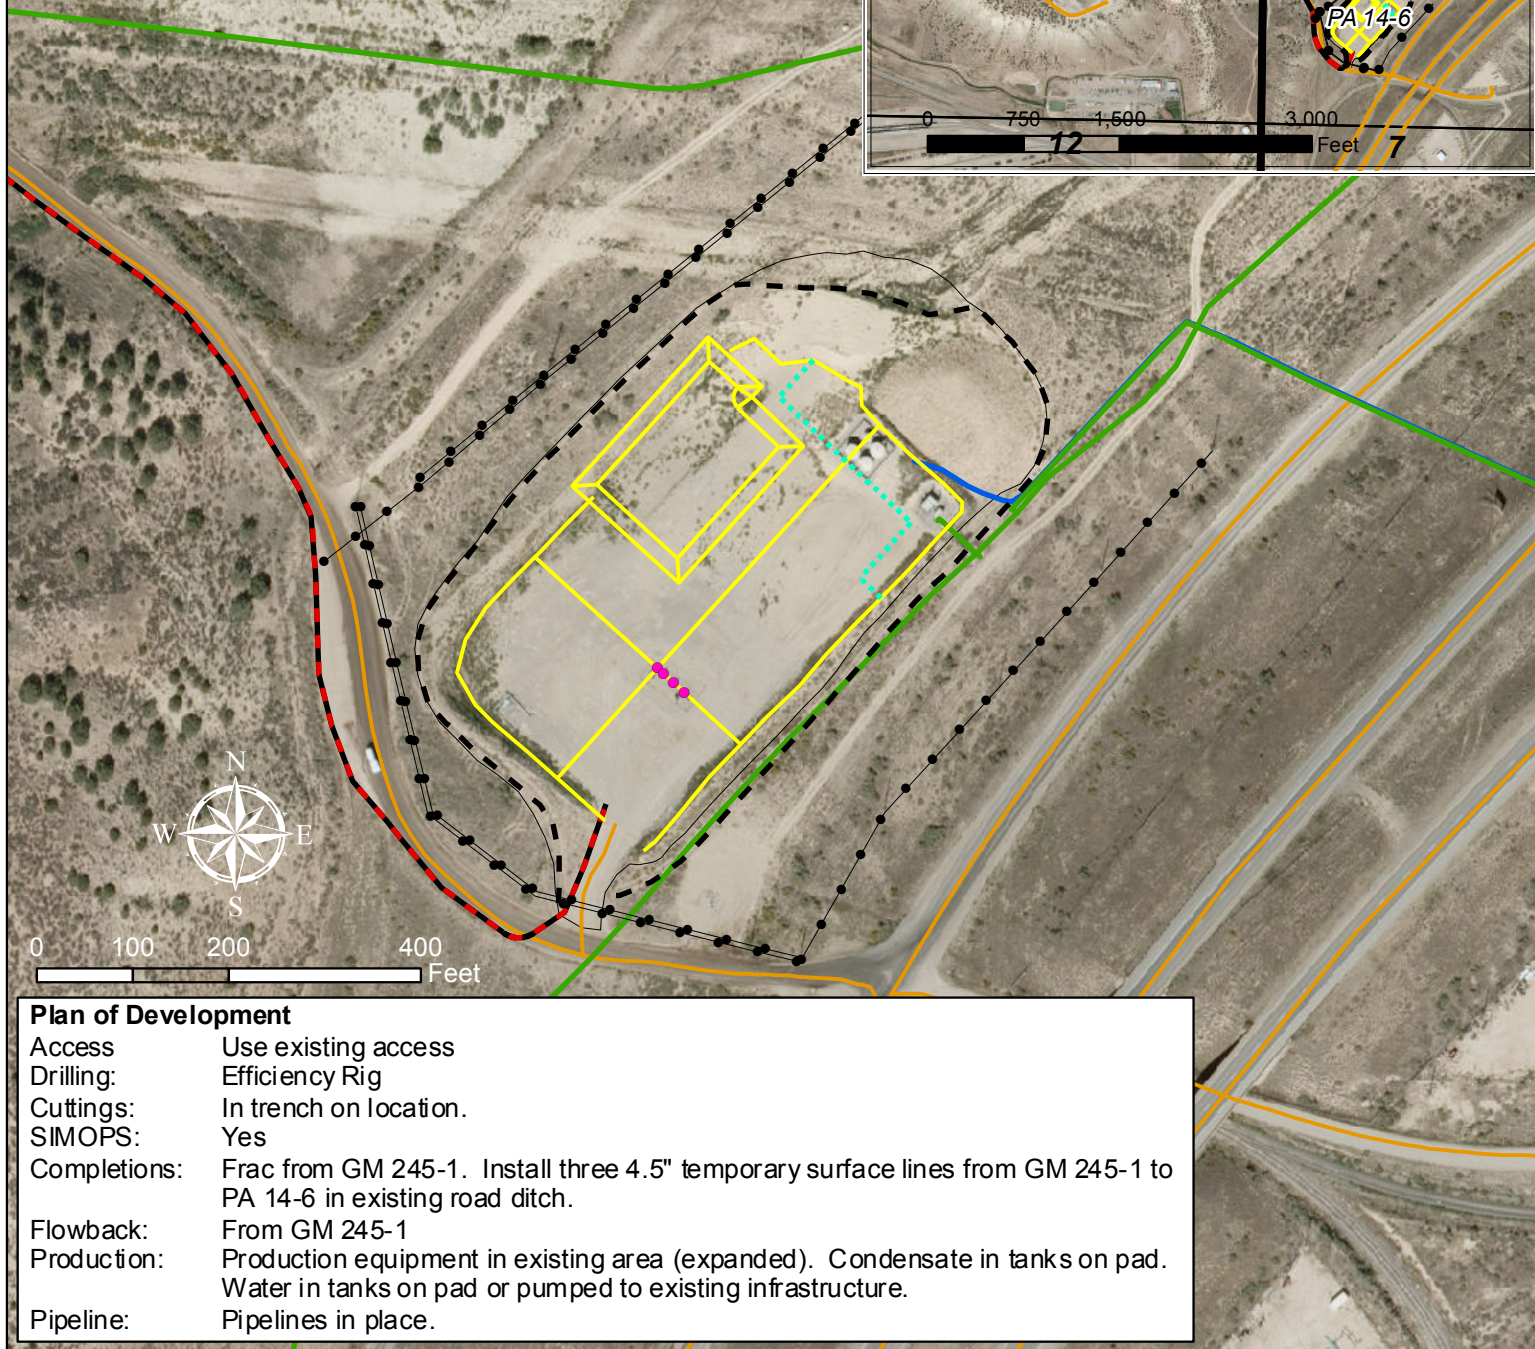 PA 14-6
0 750 1,500 3,000
Feet
12 7
N
W E
S
0 100 200 400
Feet
Plan of Development
Access Use existing access
Drilling: Efficiency Rig
Cuttings: In trench on location.
SIMOPS: Yes
Completions: Frac from GM 245-1. Install three 4.5" temporary surface lines from GM 245-1 to
PA 14-6 in existing road ditch.
Flowback: From GM 245-1
Production: Production equipment in existing area (expanded). Condensate in tanks on pad.
Water in tanks on pad or pumped to existing infrastructure.
Pipeline: Pipelines in place.